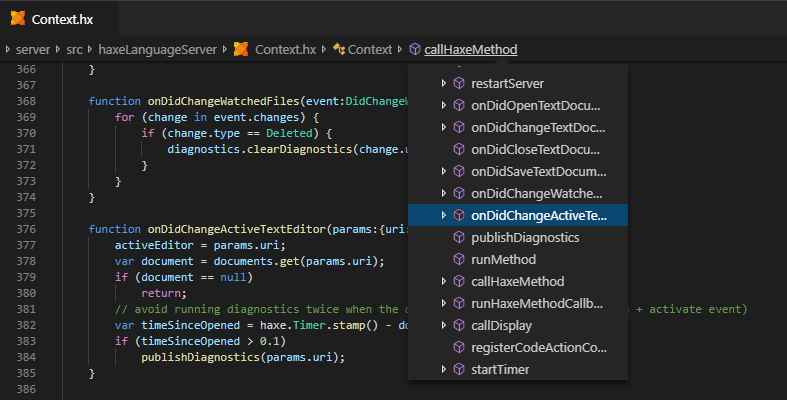 Context.hx
server src haxeLanguageServer Context.hx Context callHaxeMethod
366 }
367
368 function onDidChangeWatchedFiles(event:DidChangeW
369 for (change in event.changes) {
370 if (change.type == Deleted) {
371 diagnostics.clearDiagnostics(change.u
372 }
373 }
374 }
375
376 function onDidChangeActiveTextEditor(params:{uri:
377 activeEditor = params.uri;
378 var document = documents.get(params.uri);
379 if (document == null)
380 return;
381 // avoid running diagnostics twice when the + activate event)
382 var timeSinceOpened = haxe.Timer.stamp() - do
383 if (timeSinceOpened > 0.1)
384 publishDiagnostics(params.uri);
385 }
386
restartServer
onDidOpenTextDocu...
onDidChangeTextDoc...
onDidCloseTextDocu...
onDidSaveTextDocum...
onDidChangeWatche...
onDidChangeActiveTe...
publishDiagnostics
runMethod
callHaxeMethod
runHaxeMethodCallb...
callDisplay
registerCodeActionCo...
startTimer